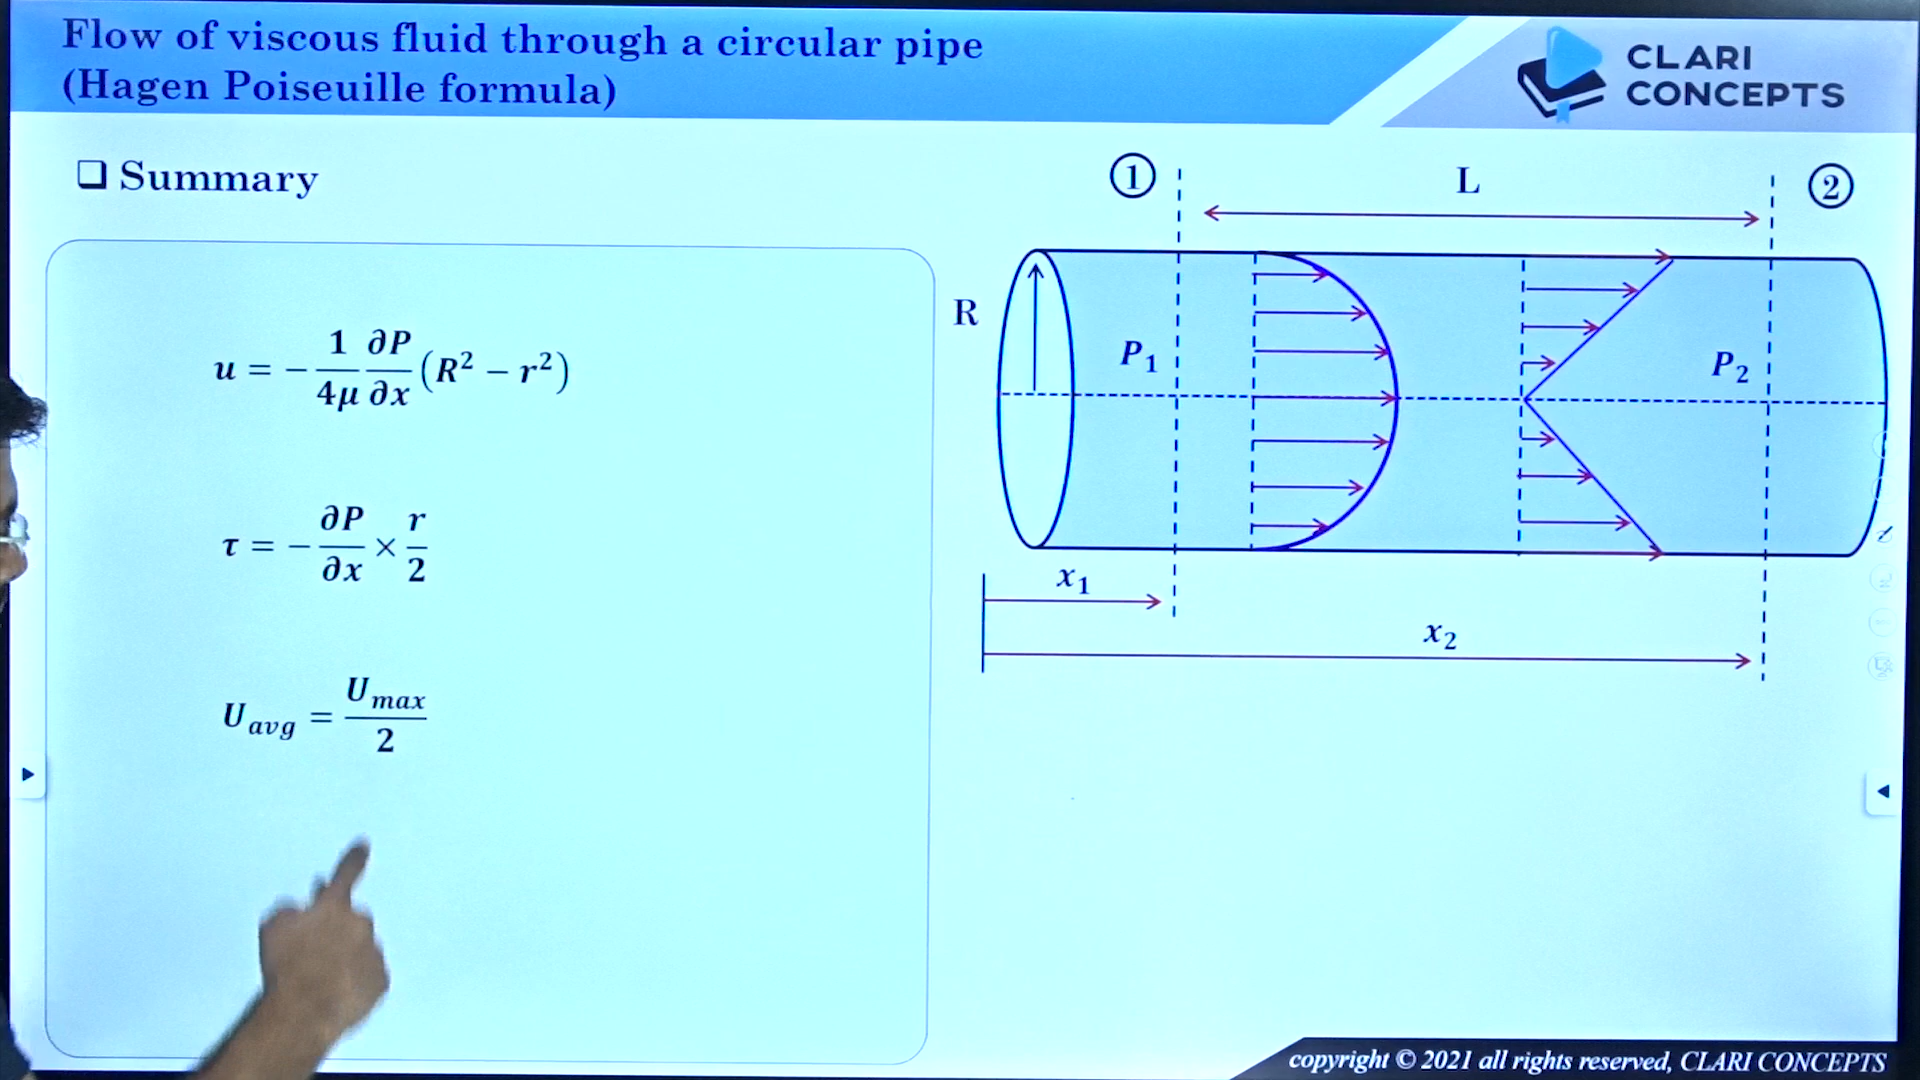 Flow of viscous fluid through a circular pipe
(Hagen Poiseuille formula)
CLARI
CONCEPTS
❑ Summary
u = − 1/4μ ∂P/∂x (R² − r²)
τ = − ∂P/∂x × r/2
U_avg = U_max/2
① L ②
R
P₁ P₂
x₁
x₂
copyright © 2021 all rights reserved, CLARI CONCEPTS